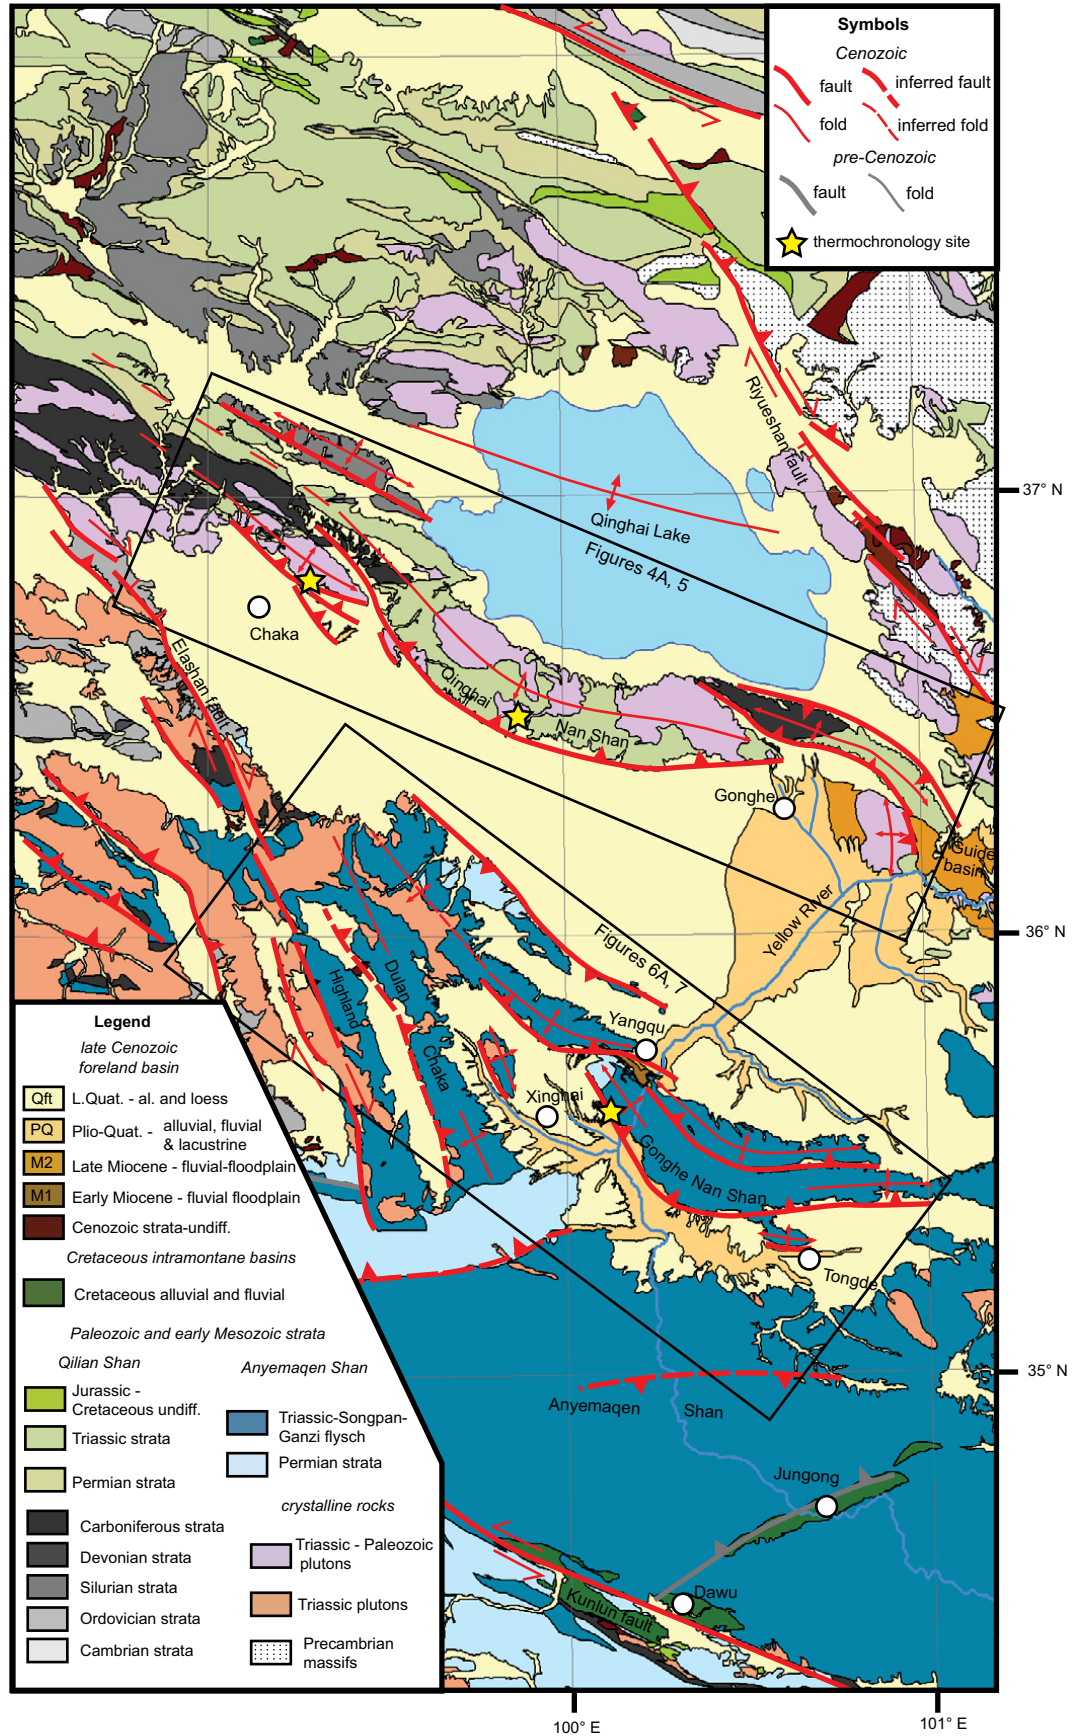 Symbols
Cenozoic
fault
inferred fault
fold
inferred fold
pre-Cenozoic
fault
fold
thermochronology site
Riyueshan fault
37° N
Qinghai Lake
Figures 4A, 5
Chaka
Elashan fault
Qinghai
Nan Shan
Gonghe
Guide
basin
Yellow River
36° N
Figures 6A, 7
Dulan
Highland
Chaka
Yangqu
Xinghai
Gonghe Nan Shan
Tongde
35° N
Anyemaqen
Shan
Jungong
Dawu
Kunlun fault
100° E
101° E
Legend
late Cenozoic
foreland basin
Qft
L.Quat. - al. and loess
PQ
Plio-Quat. - alluvial, fluvial
& lacustrine
M2
Late Miocene - fluvial-floodplain
M1
Early Miocene - fluvial floodplain
Cenozoic strata-undiff.
Cretaceous intramontane basins
Cretaceous alluvial and fluvial
Paleozoic and early Mesozoic strata
Qilian Shan
Jurassic -
Cretaceous undiff.
Triassic strata
Permian strata
Carboniferous strata
Devonian strata
Silurian strata
Ordovician strata
Cambrian strata
Anyemaqen Shan
Triassic-Songpan-
Ganzi flysch
Permian strata
crystalline rocks
Triassic - Paleozoic
plutons
Triassic plutons
Precambrian
massifs